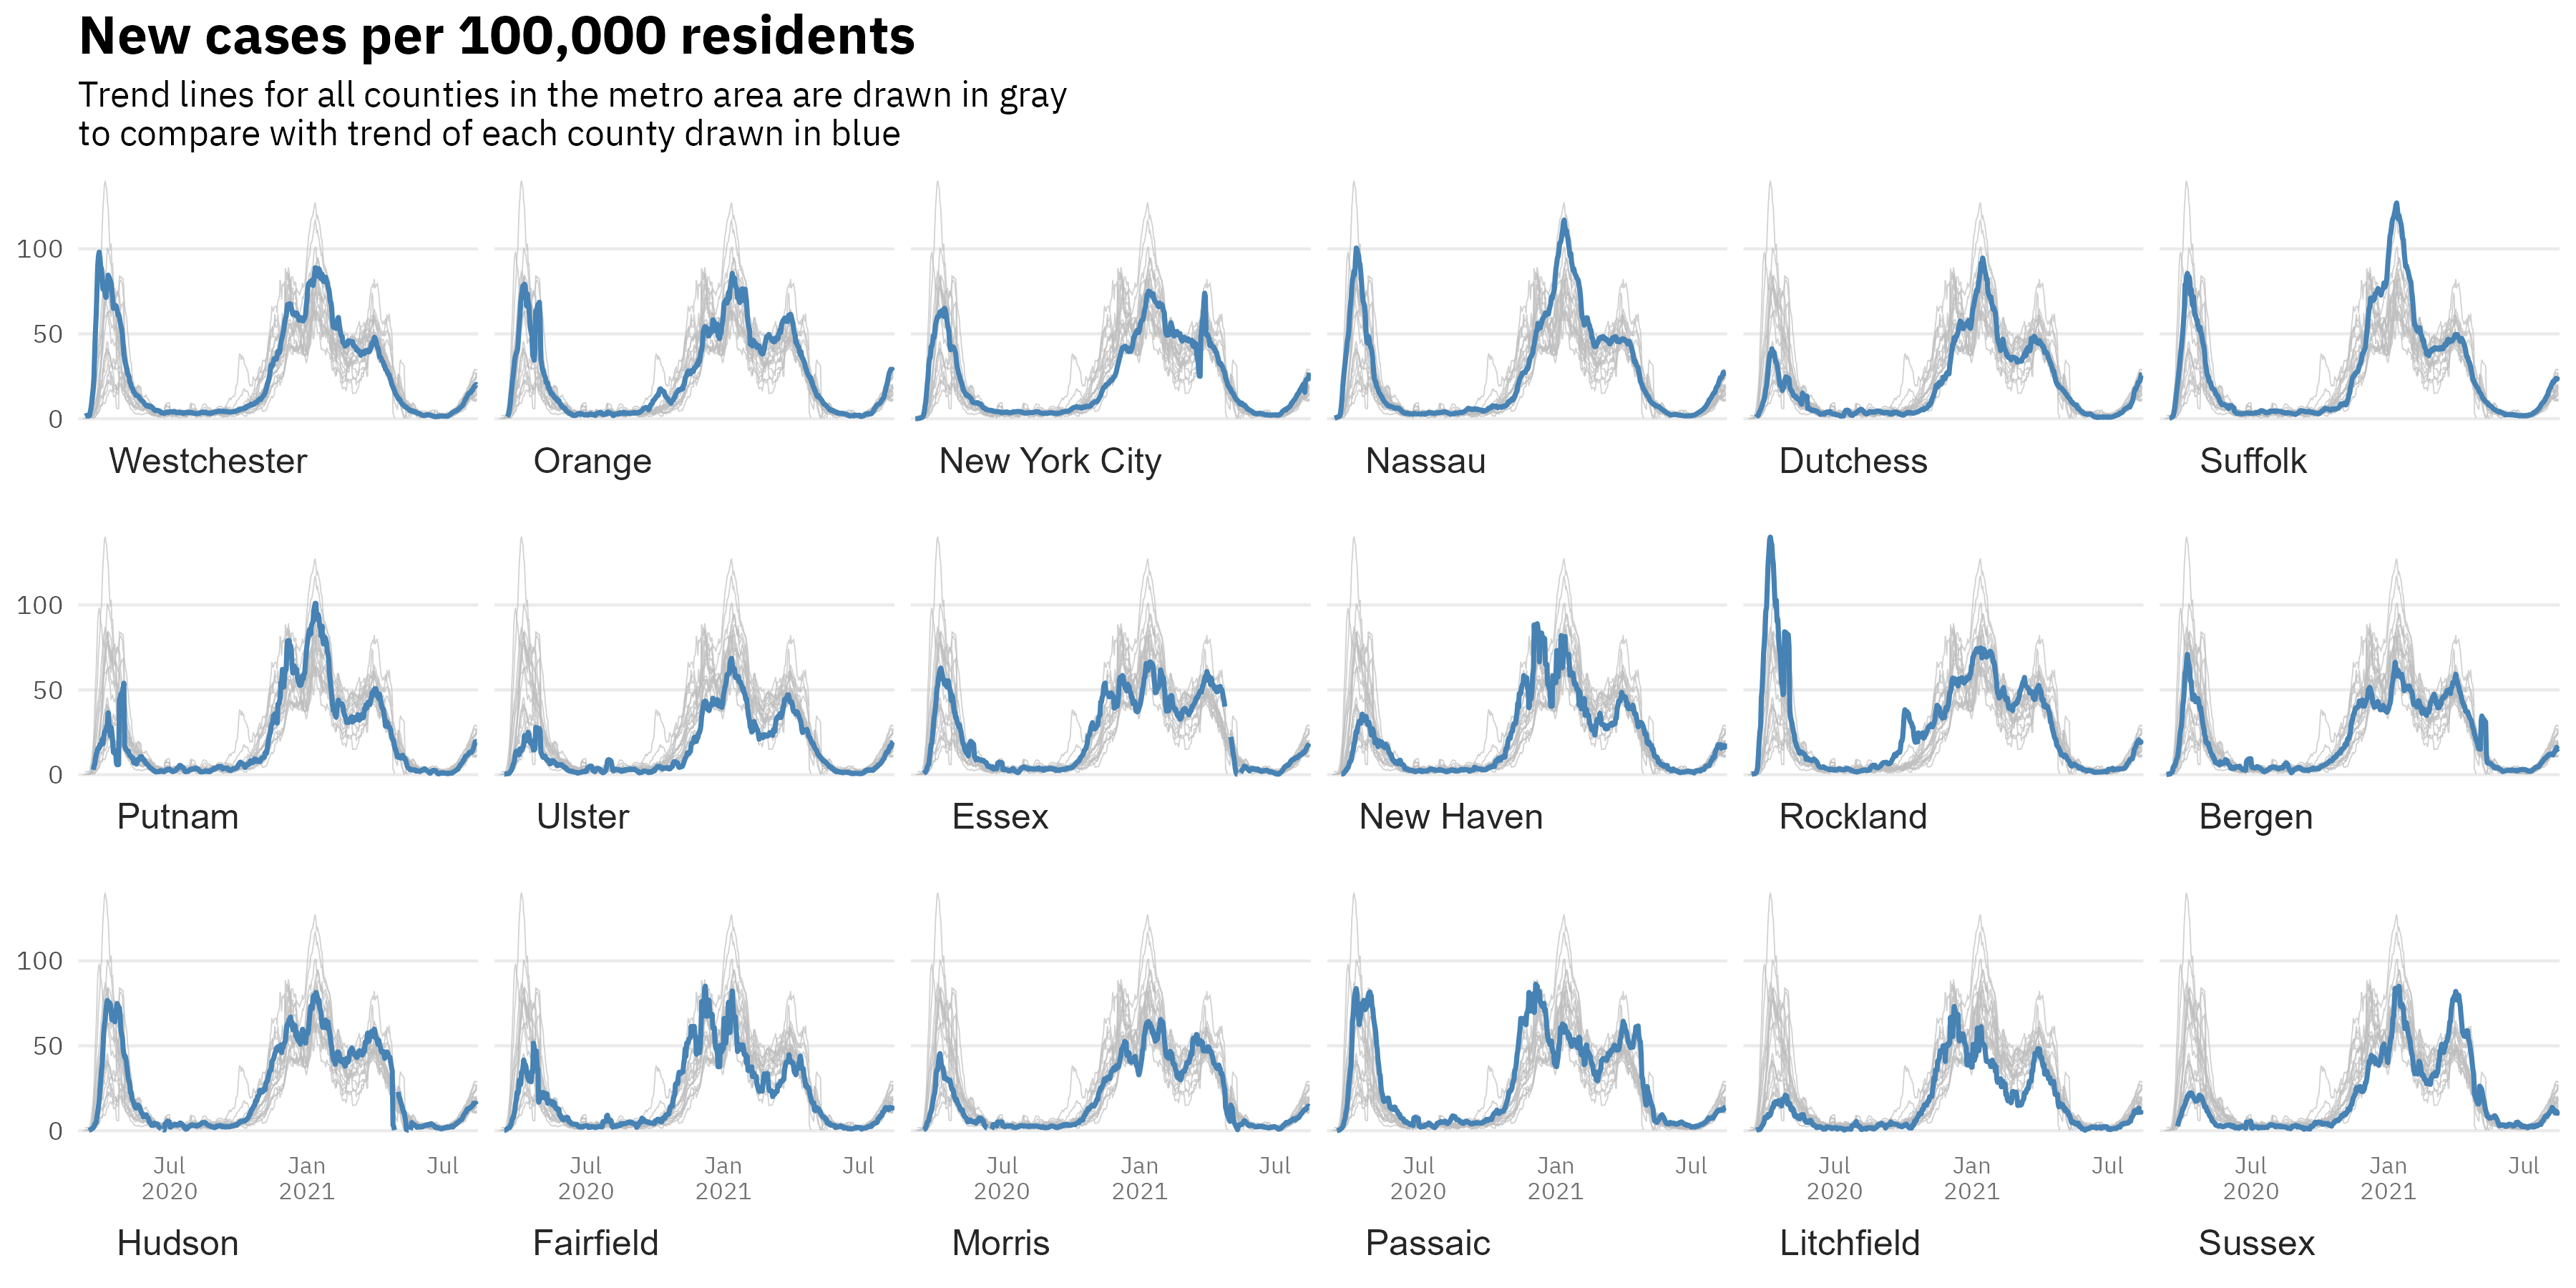 New cases per 100,000 residents
Trend lines for all counties in the metro area are drawn in gray
to compare with trend of each county drawn in blue
100
50
0
Westchester Orange New York City Nassau Dutchess Suffolk
100
50
0
Putnam Ulster Essex New Haven Rockland Bergen
100
50
0
Jul Jan Jul Jul Jan Jul Jul Jan Jul Jul Jan Jul Jul Jan Jul Jul Jan Jul
2020 2021 2020 2021 2020 2021 2020 2021 2020 2021 2020 2021
Hudson Fairfield Morris Passaic Litchfield Sussex